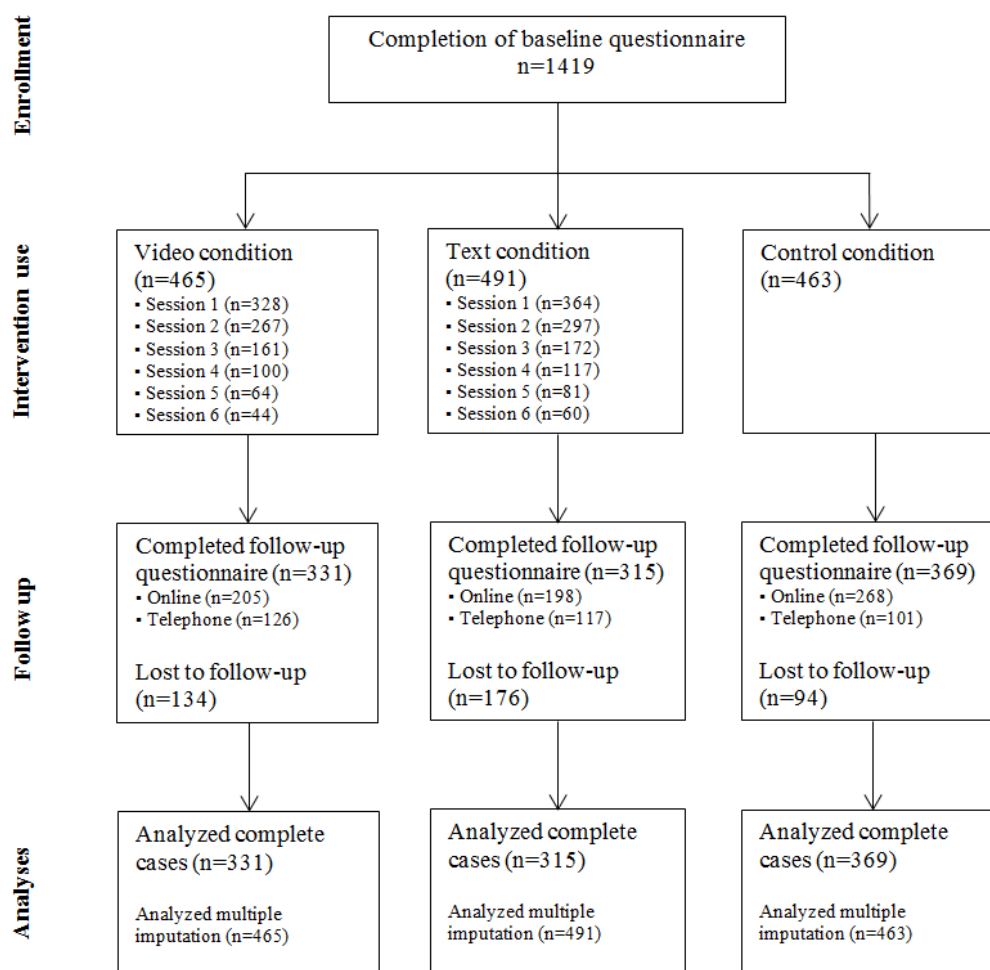 Enrollment
Completion of baseline questionnaire
n=1419
Intervention use
Video condition
(n=465)
▪ Session 1 (n=328)
▪ Session 2 (n=267)
▪ Session 3 (n=161)
▪ Session 4 (n=100)
▪ Session 5 (n=64)
▪ Session 6 (n=44)
Text condition
(n=491)
▪ Session 1 (n=364)
▪ Session 2 (n=297)
▪ Session 3 (n=172)
▪ Session 4 (n=117)
▪ Session 5 (n=81)
▪ Session 6 (n=60)
Control condition
(n=463)
Follow up
Completed follow-up
questionnaire (n=331)
▪ Online (n=205)
▪ Telephone (n=126)
Lost to follow-up
(n=134)
Completed follow-up
questionnaire (n=315)
▪ Online (n=198)
▪ Telephone (n=117)
Lost to follow-up
(n=176)
Completed follow-up
questionnaire (n=369)
▪ Online (n=268)
▪ Telephone (n=101)
Lost to follow-up
(n=94)
Analyses
Analyzed complete
cases (n=331)
Analyzed multiple
imputation (n=465)
Analyzed complete
cases (n=315)
Analyzed multiple
imputation (n=491)
Analyzed complete
cases (n=369)
Analyzed multiple
imputation (n=463)